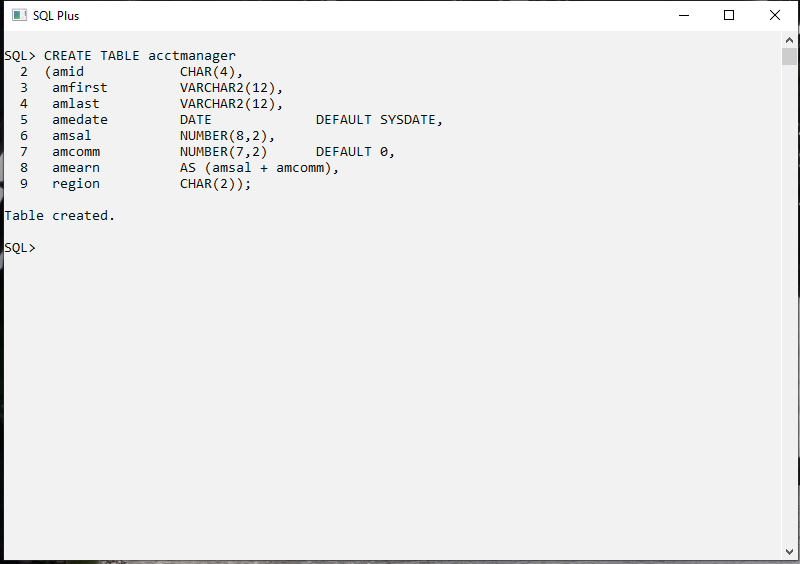 SQL Plus
SQL> CREATE TABLE acctmanager
  2  (amid            CHAR(4),
  3   amfirst         VARCHAR2(12),
  4   amlast          VARCHAR2(12),
  5   amedate         DATE             DEFAULT SYSDATE,
  6   amsal           NUMBER(8,2),
  7   amcomm          NUMBER(7,2)      DEFAULT 0,
  8   amearn          AS (amsal + amcomm),
  9   region          CHAR(2));
Table created.
SQL>